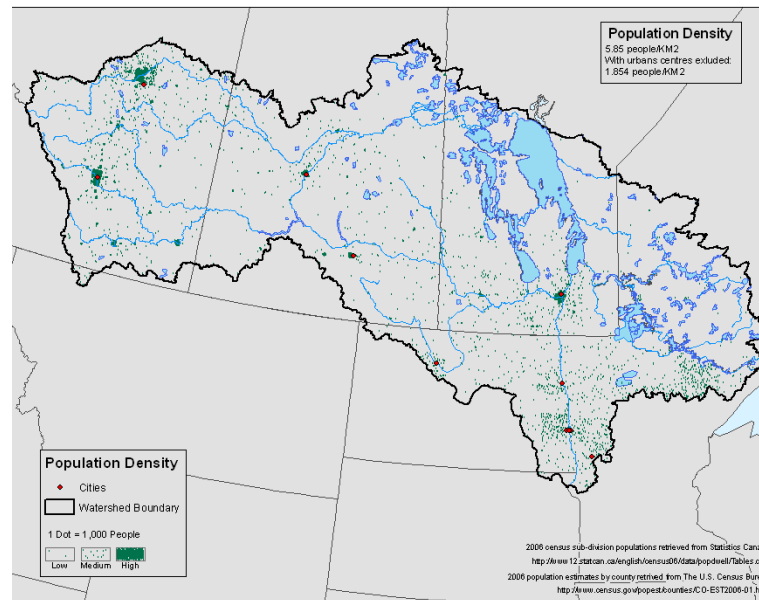 Population Density
5.85 people/KM2
With urbans centres exluded:
1.854 people/KM2
Population Density
Cities
Watershed Boundary
1 Dot = 1,000 People
Low Medium High
2006 census sub-division populations retrieved from Statistics Cana
http://www12.statcan.ca/english/census06/data/popdwell/Tables.c
2006 population estimates by county retrived from The U.S. Census Bure
http://www.census.gov/popest/counties/CO-EST2006-01.h